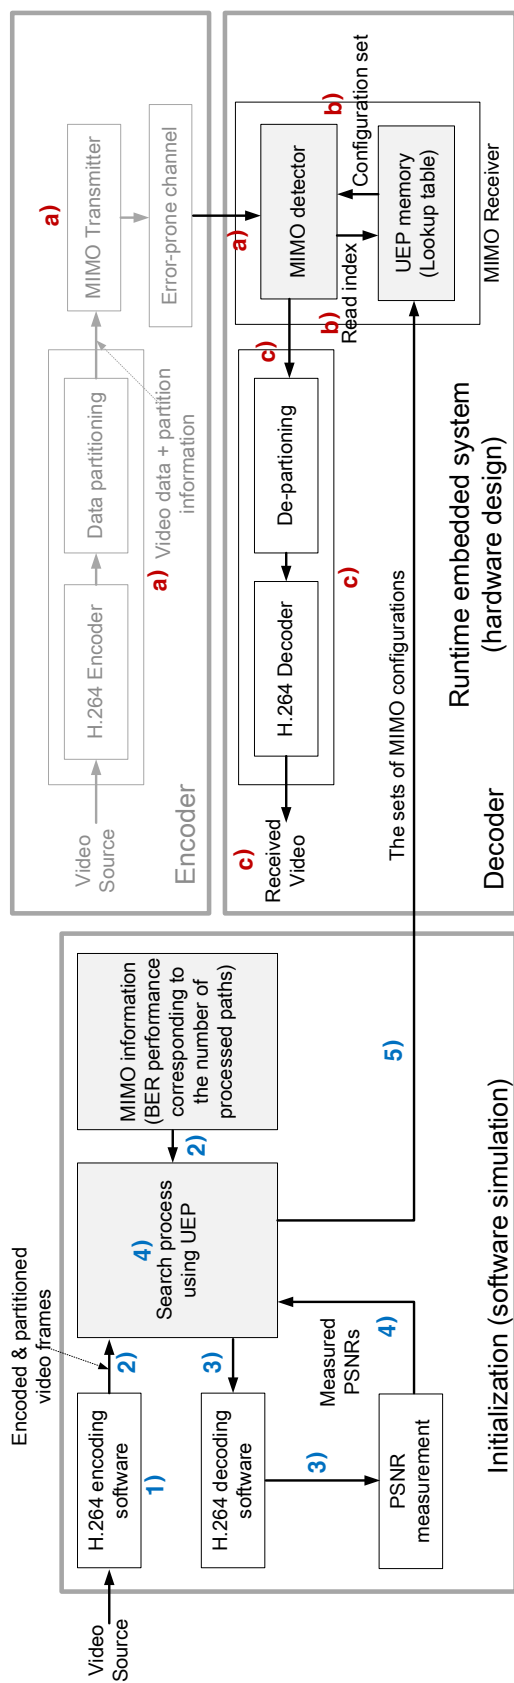 Video
Source
H.264 encoding
software
1)
Encoded & partitioned
video frames
2)
4)
Search process
using UEP
2)
MIMO information
(BER performance
corresponding to
the number of
processed paths)
3)
H.264 decoding
software
3)
PSNR
measurement
Measured
PSNRs
4)
5)
Initialization (software simulation)
Video
Source
H.264 Encoder
Data partitioning
a)
Video data + partition
information
a)
MIMO Transmitter
Error-prone channel
Encoder
a)
MIMO detector
b)
Read index
b)
Configuration set
UEP memory
(Lookup table)
MIMO Receiver
c)
De-partioning
H.264 Decoder
c)
c)
Received
Video
The sets of MIMO configurations
Runtime embedded system
(hardware design)
Decoder